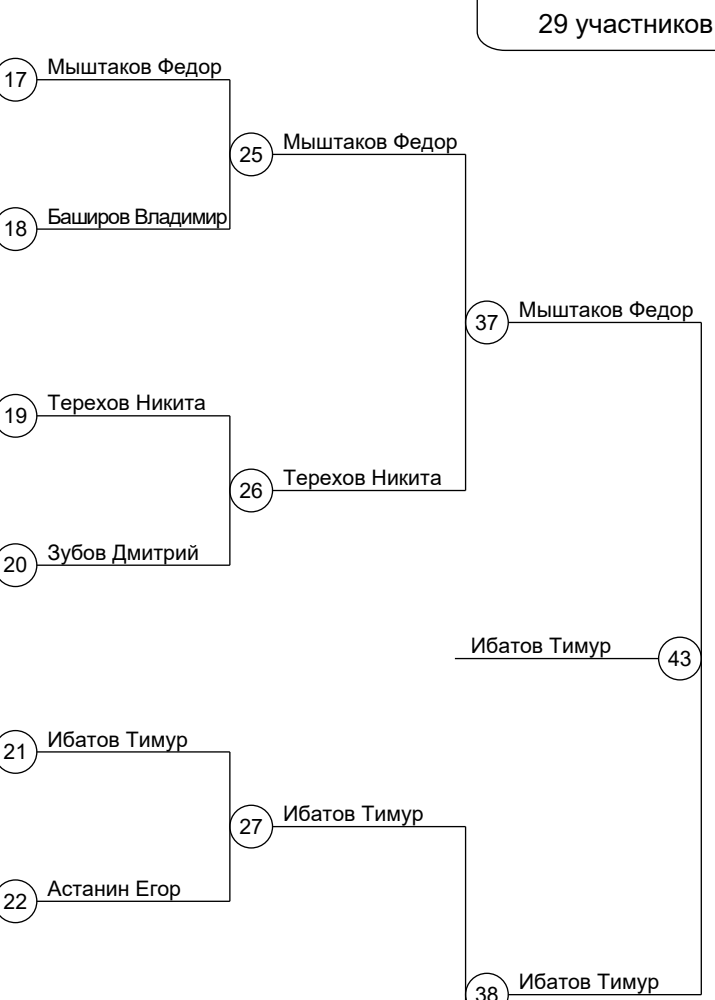 29 участников
17 Мыштаков Федор
25 Мыштаков Федор
18 Баширов Владимир
37 Мыштаков Федор
19 Терехов Никита
26 Терехов Никита
20 Зубов Дмитрий
Ибатов Тимур 43
21 Ибатов Тимур
27 Ибатов Тимур
22 Астанин Егор
38 Ибатов Тимур